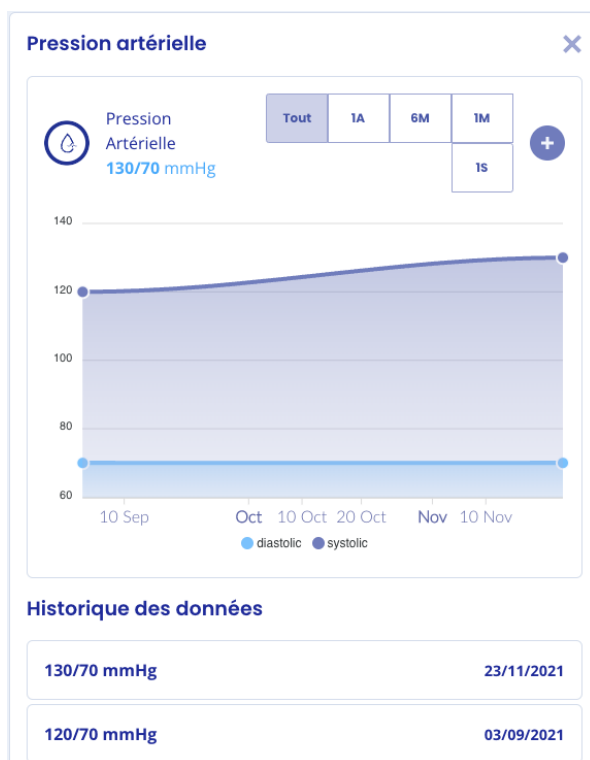 Pression artérielle
Pression
Artérielle
130/70 mmHg
Tout 1A 6M 1M
1S
140
120
100
80
60
10 Sep Oct 10 Oct 20 Oct Nov 10 Nov
diastolic systolic
Historique des données
130/70 mmHg 23/11/2021
120/70 mmHg 03/09/2021